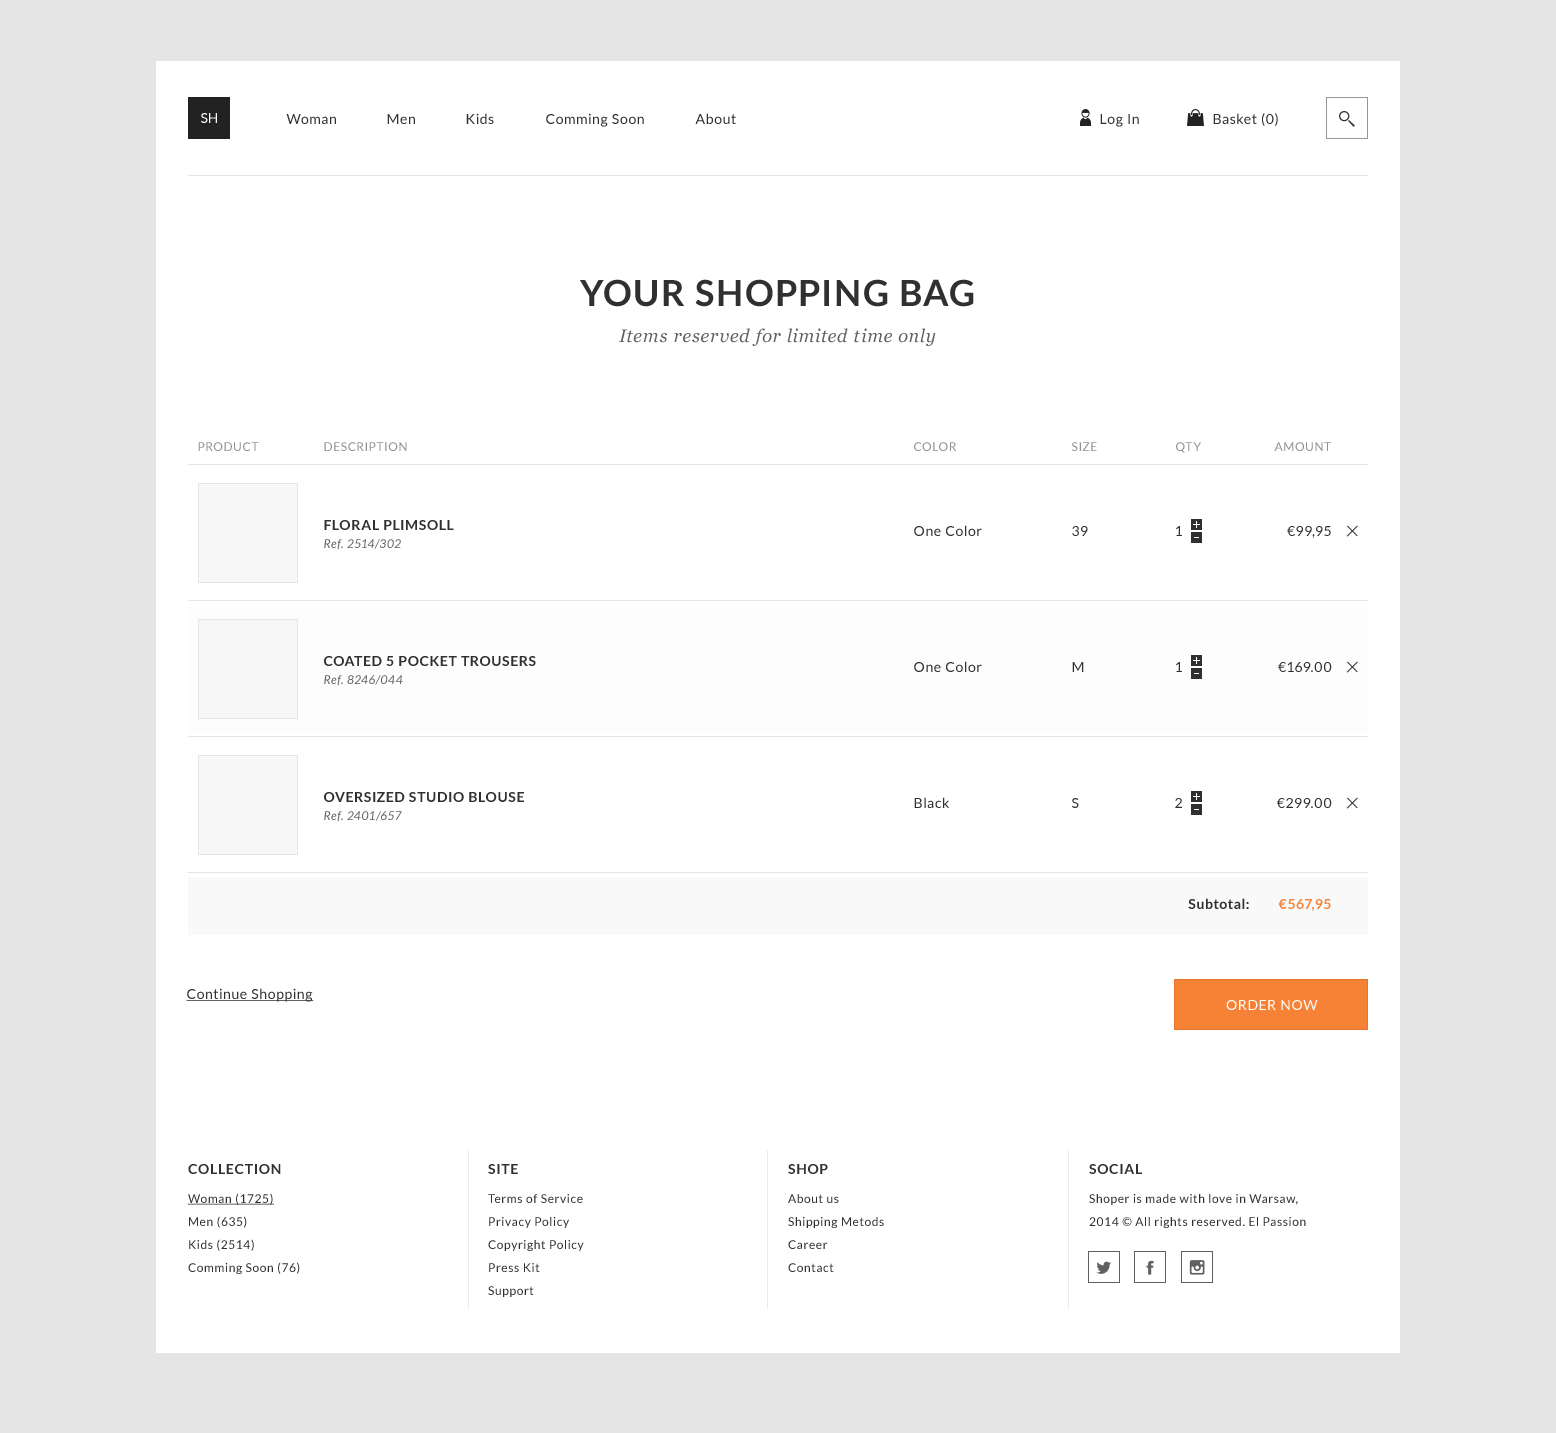 SH
Woman
Men
Kids
Comming Soon
About
Log In
Basket (0)
YOUR SHOPPING BAG
Items reserved for limited time only
PRODUCT
DESCRIPTION
COLOR
SIZE
QTY
AMOUNT
FLORAL PLIMSOLL
Ref. 2514/302
One Color
39
1
€99,95
COATED 5 POCKET TROUSERS
Ref. 8246/044
One Color
M
1
€169.00
OVERSIZED STUDIO BLOUSE
Ref. 2401/657
Black
S
2
€299.00
Subtotal:
€567,95
Continue Shopping
ORDER NOW
COLLECTION
Woman (1725)
Men (635)
Kids (2514)
Comming Soon (76)
SITE
Terms of Service
Privacy Policy
Copyright Policy
Press Kit
Support
SHOP
About us
Shipping Metods
Career
Contact
SOCIAL
Shoper is made with love in Warsaw,
2014 © All rights reserved. El Passion